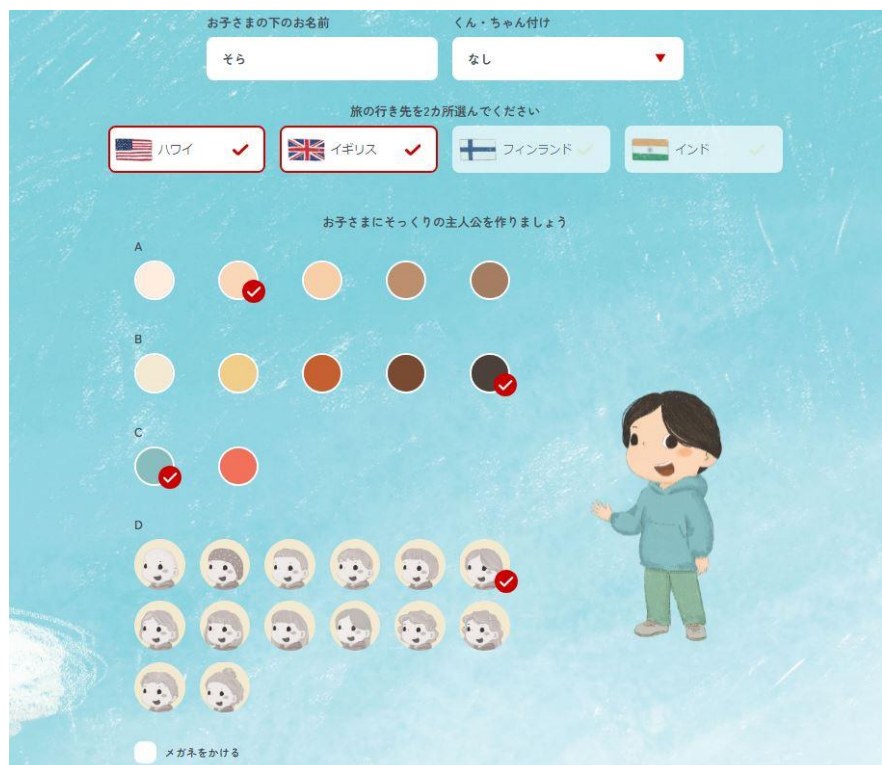 お子さまの下のお名前
くん・ちゃん付け
そら
なし
旅の行き先を2カ所選んでください
ハワイ
イギリス
フィンランド
インド
お子さまにそっくりの主人公を作りましょう
A
B
C
D
メガネをかける